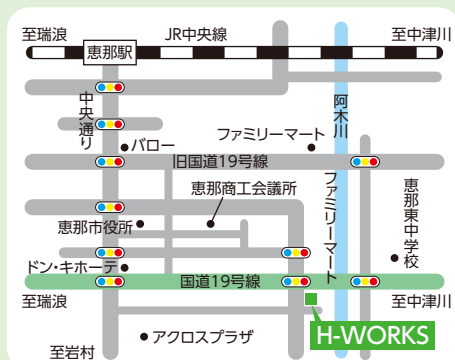 至瑞浪
JR中央線
至中津川
恵那駅
中央通り
阿木川
バロー
ファミリーマート
旧国道19号線
恵那商工会議所
ファミリーマート
恵那東中学校
恵那市役所
ドン・キホーテ
国道19号線
至瑞浪
至中津川
H-WORKS
アクロスプラザ
至岩村